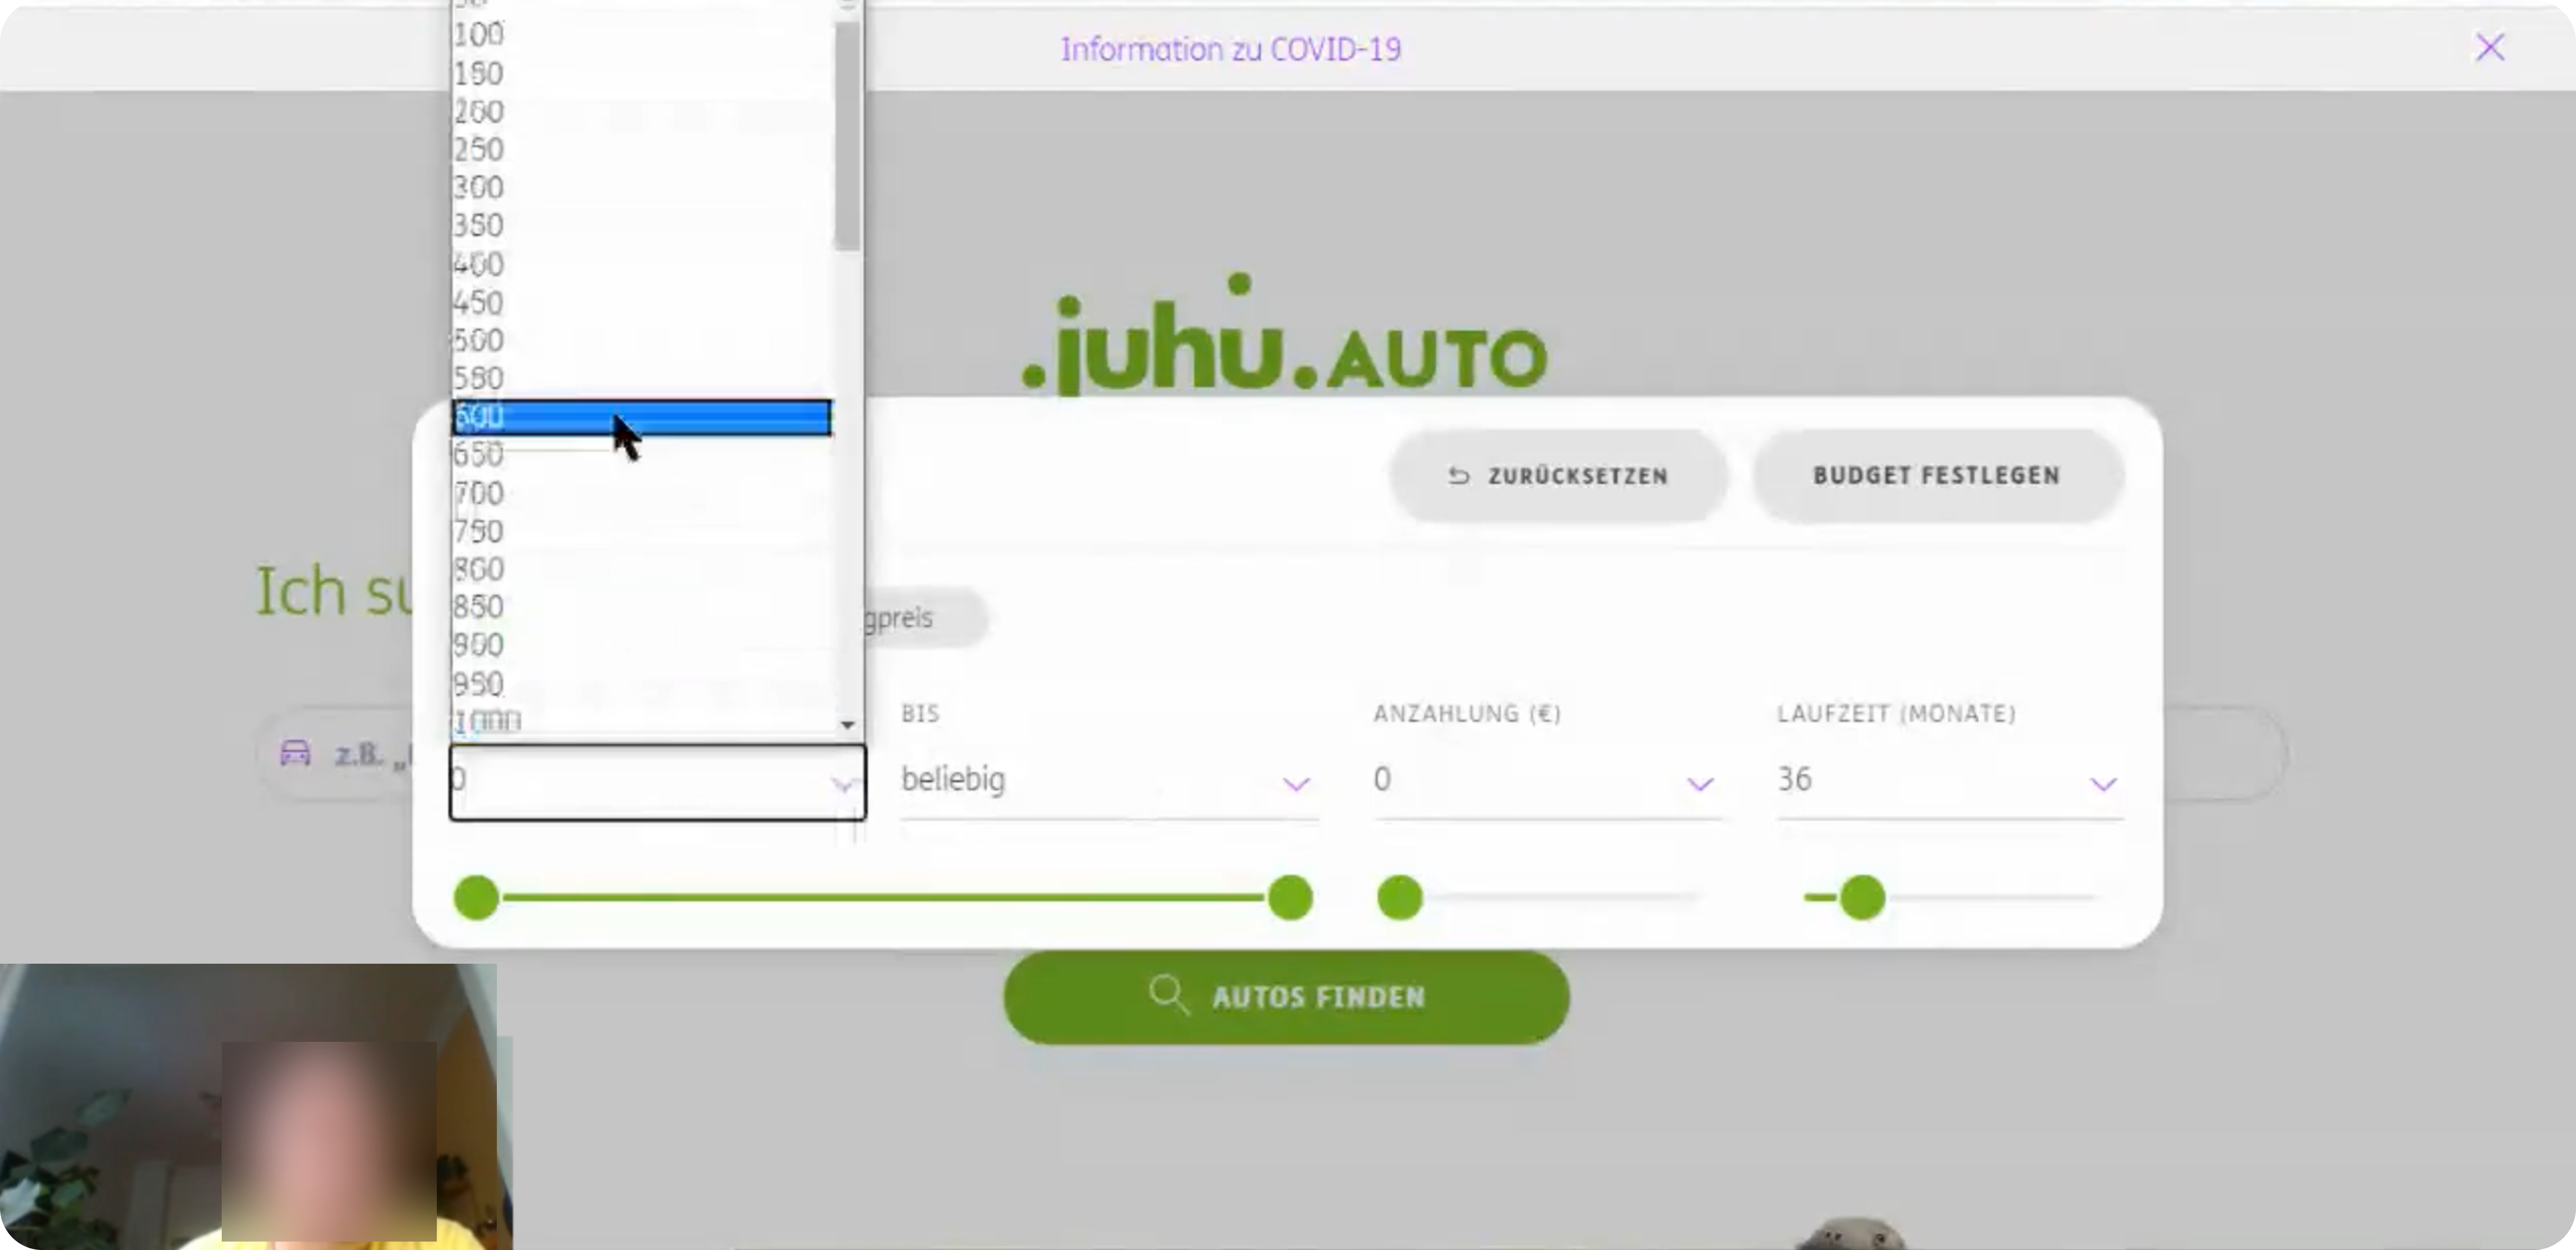 100
150
200
250
300
350
400
450
500
550
600
650
700
750
800
850
900
950
1000
0
Information zu COVID-19
.juhu.AUTO
ZURÜCKSETZEN
BUDGET FESTLEGEN
Ich su
gpreis
z.B. „
BIS
beliebig
ANZAHLUNG (€)
0
LAUFZEIT (MONATE)
36
AUTOS FINDEN